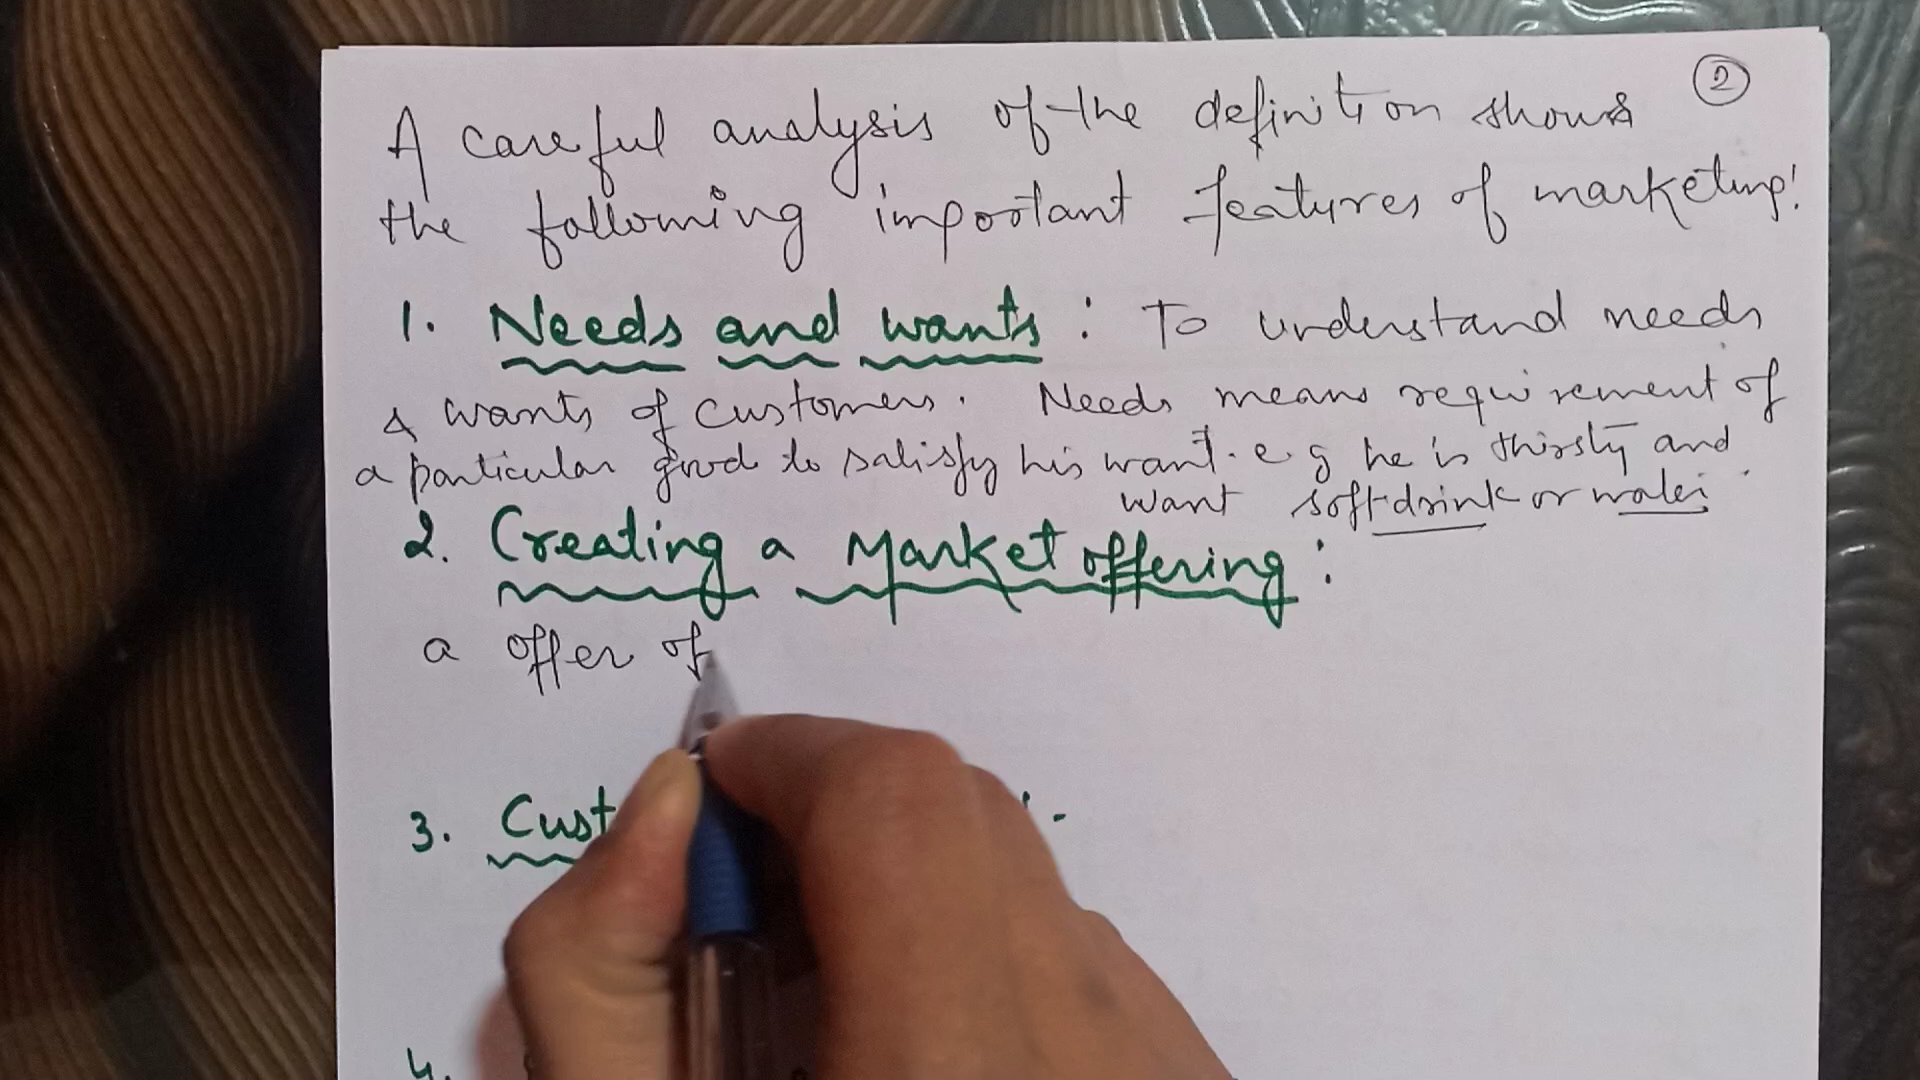 2
A careful analysis of the definition shows
the following important features of marketing!
1. Needs and wants : To understand needs
& wants of customers. Needs means requirement of
a particular good to satisfy his want. e.g he is thirsty and
want soft-drink or water
2. Creating a Market offering :
a offer of
3. Cust
4.